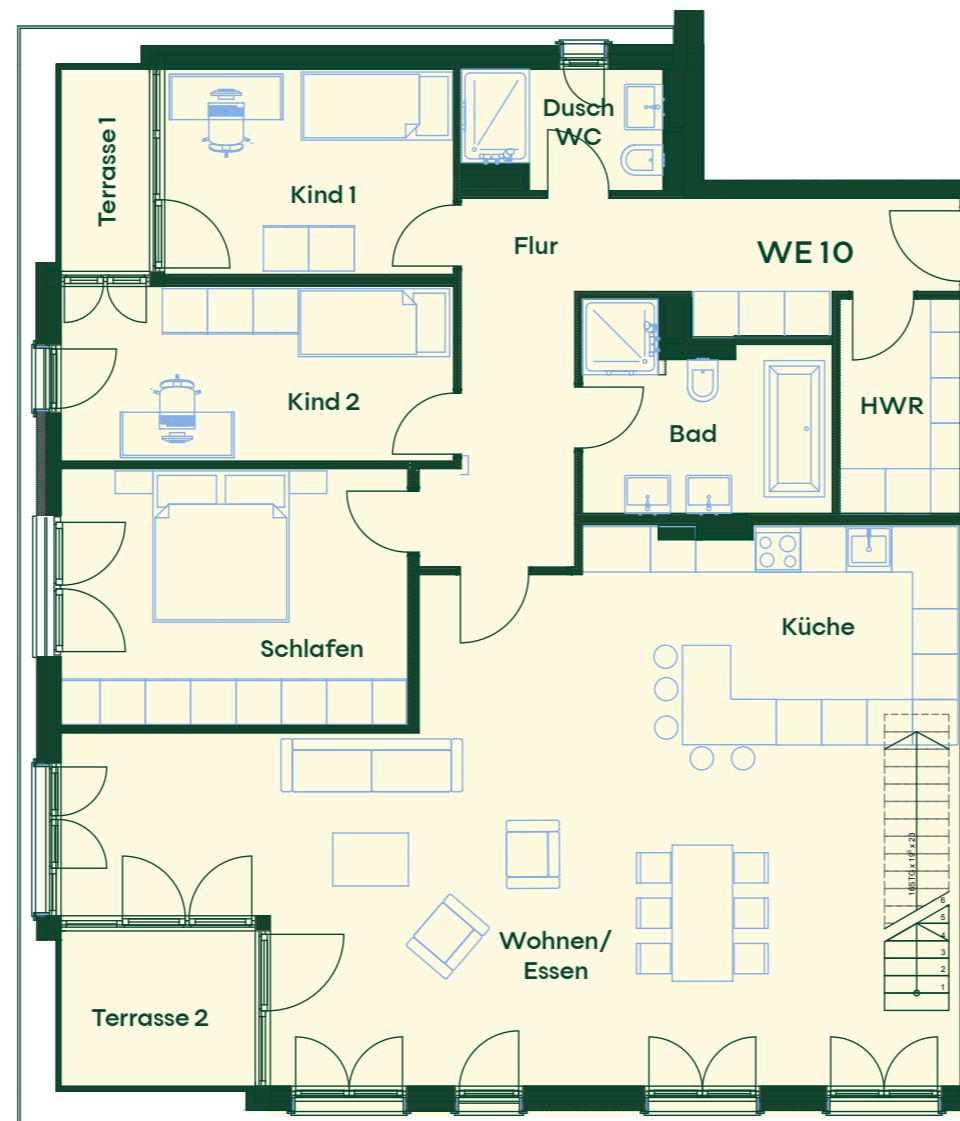 Terrasse 1
Kind 1
Dusch
WC
Flur
WE 10
Kind 2
Bad
HWR
Schlafen
Küche
Wohnen/
Essen
Terrasse 2
6
5
4
3
2
1